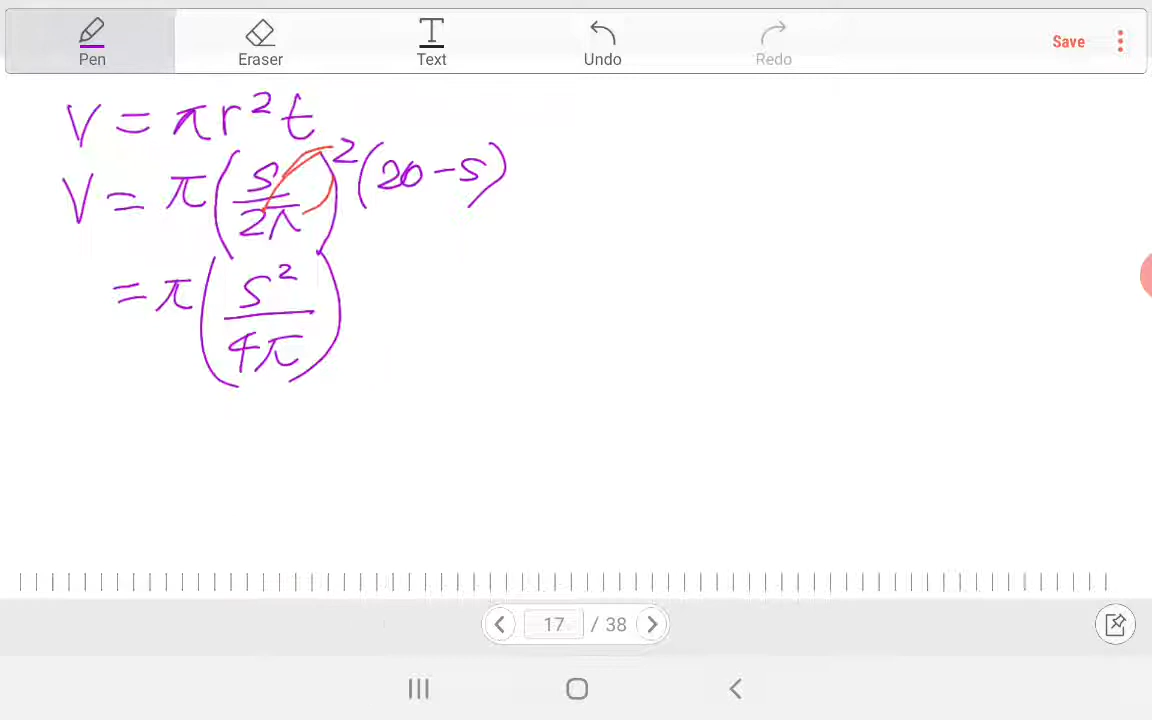 Pen Eraser Text Undo Redo Save
V = πr²t
V = π(s/2π)²(20-s)
= π(s²/4π)
17 / 38